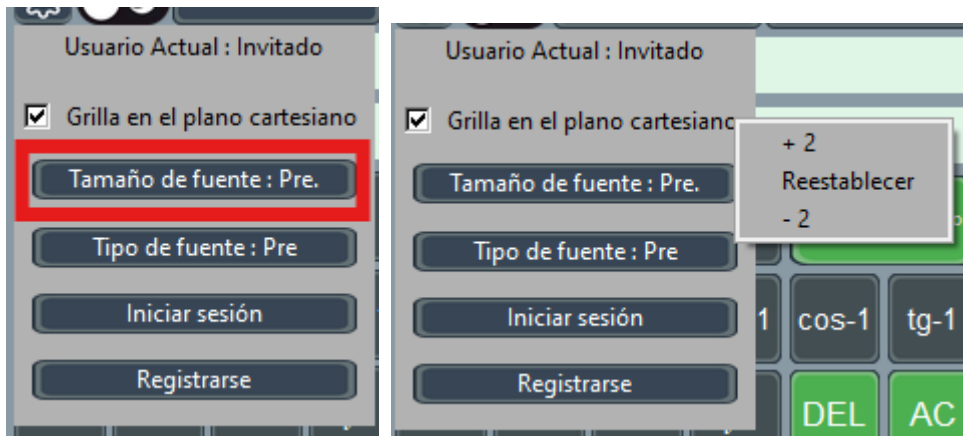 Usuario Actual : Invitado
Grilla en el plano cartesiano
Tamaño de fuente : Pre.
Tipo de fuente : Pre
Iniciar sesión
Registrarse
Usuario Actual : Invitado
Grilla en el plano cartesiano
Tamaño de fuente : Pre.
Tipo de fuente : Pre
Iniciar sesión
Registrarse
+ 2
Reestablecer
- 2
1 cos-1 tg-1
DEL AC